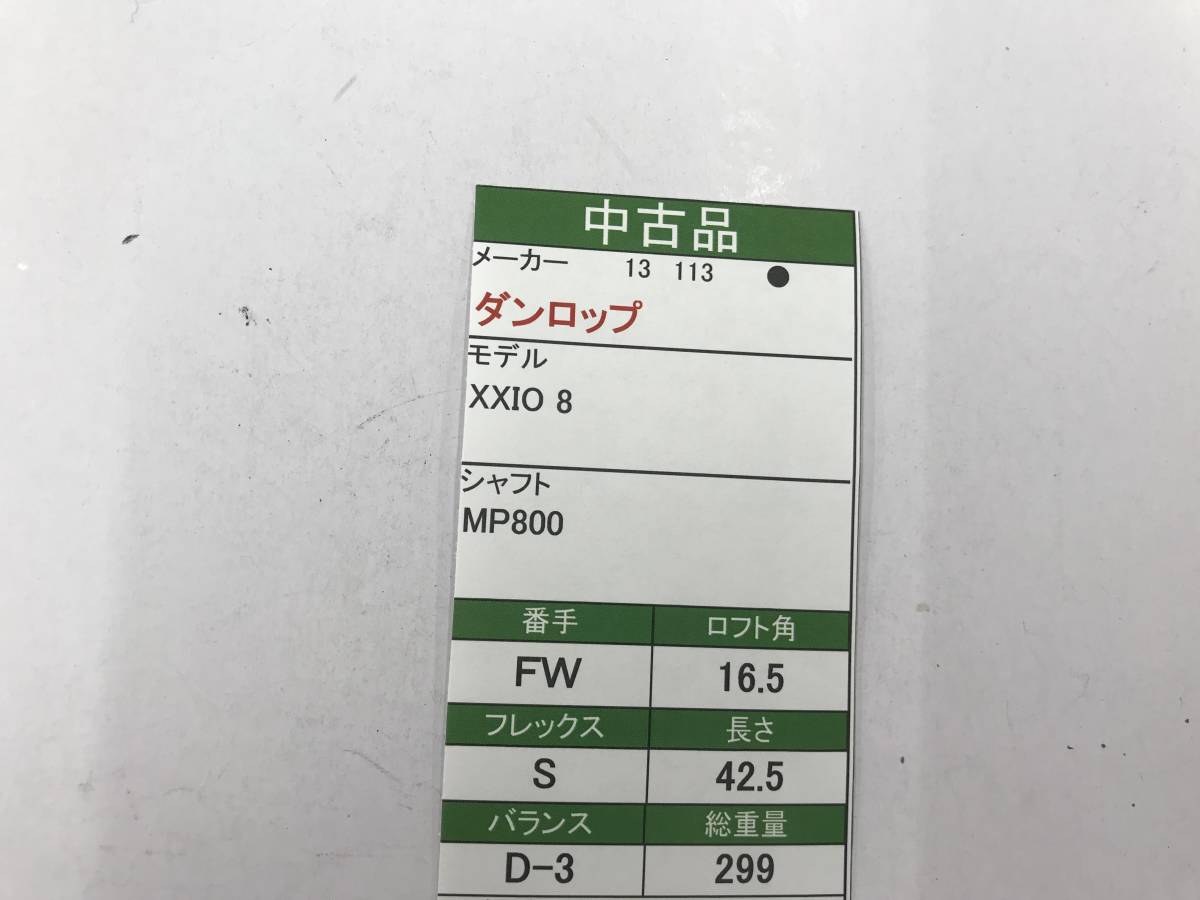 中古品
メーカー 13 113 ●
ダンロップ
モデル
XXIO 8
シャフト
MP800
番手 ロフト角
FW 16.5
フレックス 長さ
S 42.5
バランス 総重量
D-3 299